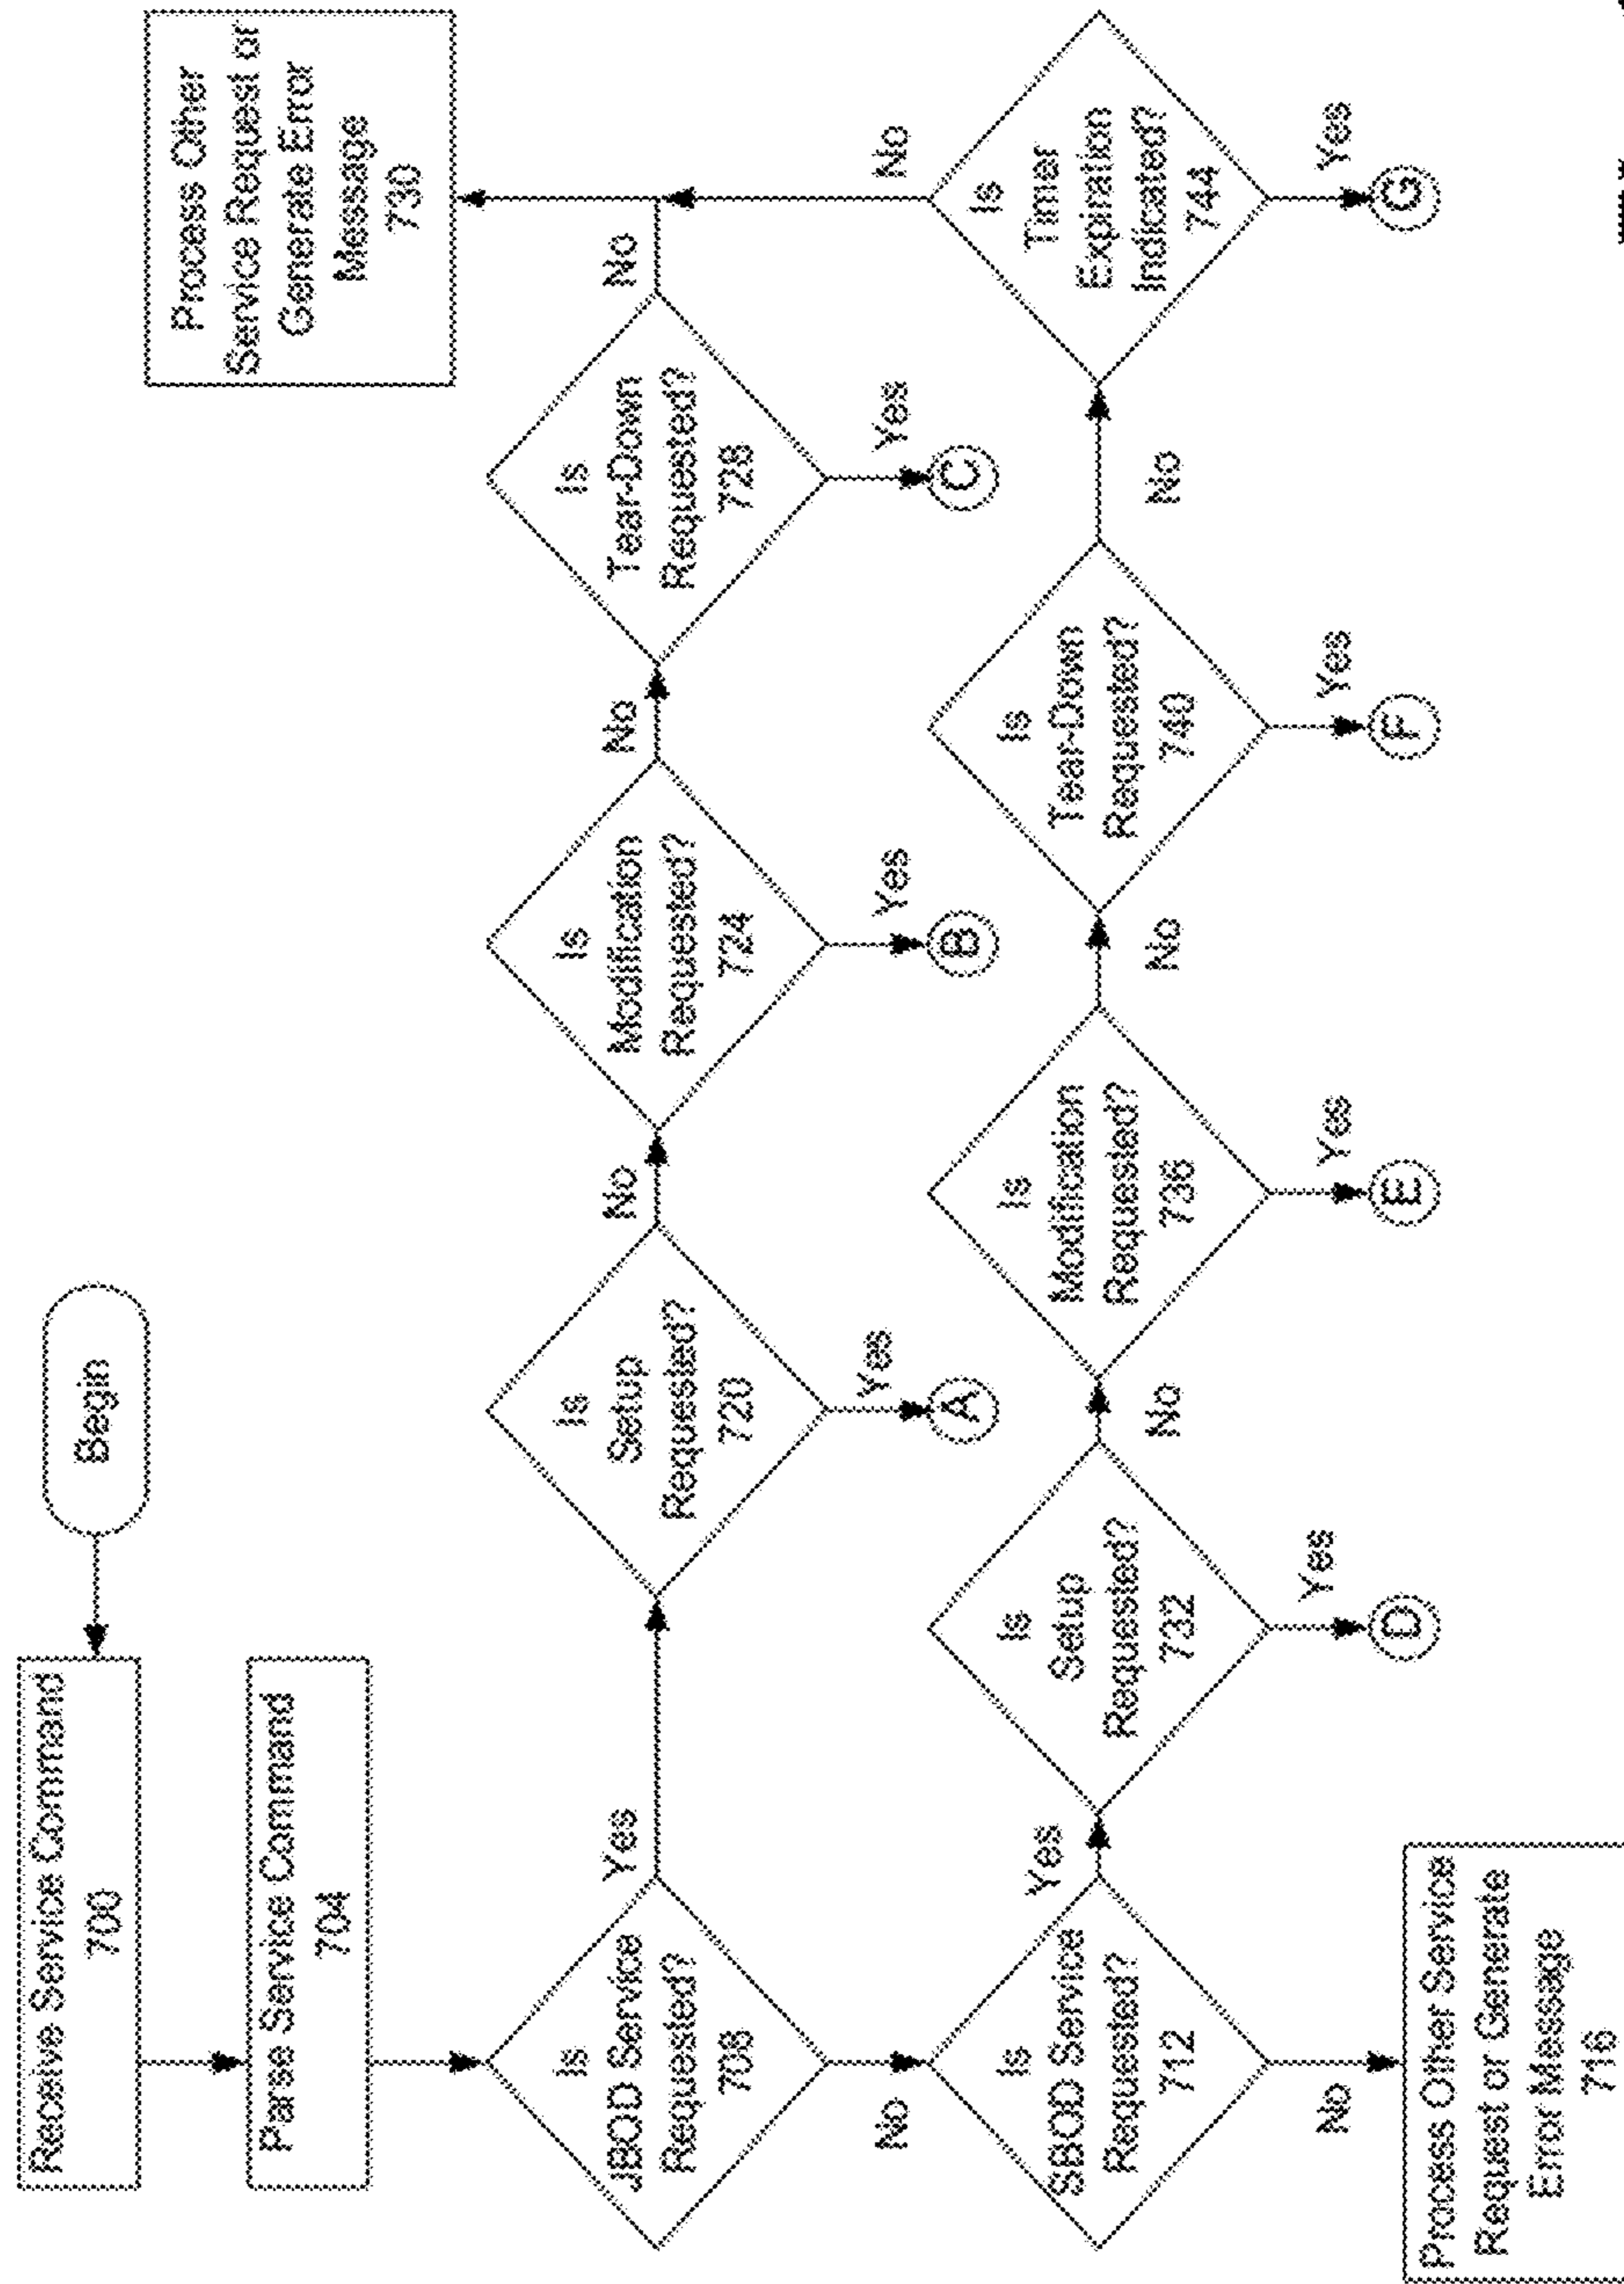 Begin
Receive Service Command
700
Parse Service Command
704
Is
JBOD Service
Requested?
708
Yes
No
Is
Setup
Requested?
720
No
Yes
A
Is
Modification
Requested?
724
No
Yes
B
Is
Tear-Down
Requested?
728
No
Yes
C
Process Other
Service Request or
Generate Error
Message
730
Is
SBOD Service
Requested?
712
Yes
No
Process Other Service
Request or Generate
Error Message
716
Is
Setup
Requested?
732
No
Yes
D
Is
Modification
Requested?
736
No
Yes
E
Is
Tear-Down
Requested?
740
No
Yes
F
Is
Timer
Expiration
Indicated?
744
No
Yes
G